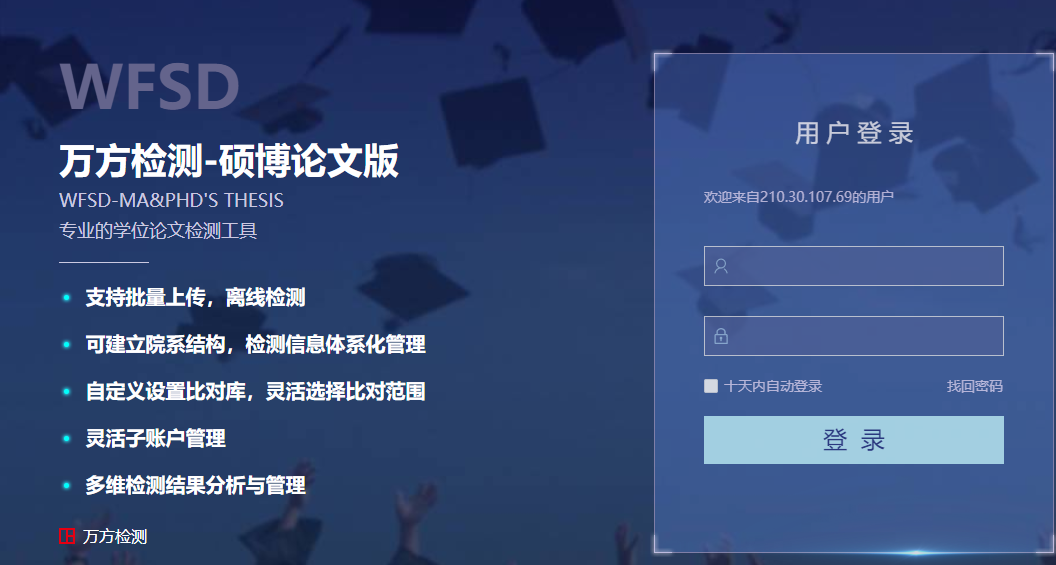 WFSD
万方检测-硕博论文版
WFSD-MA&PHD'S THESIS
专业的学位论文检测工具
支持批量上传，离线检测
可建立院系结构，检测信息体系化管理
自定义设置比对库，灵活选择比对范围
灵活子账户管理
多维检测结果分析与管理
万方检测
用户登录
欢迎来自210.30.107.69的用户
十天内自动登录 找回密码
登 录